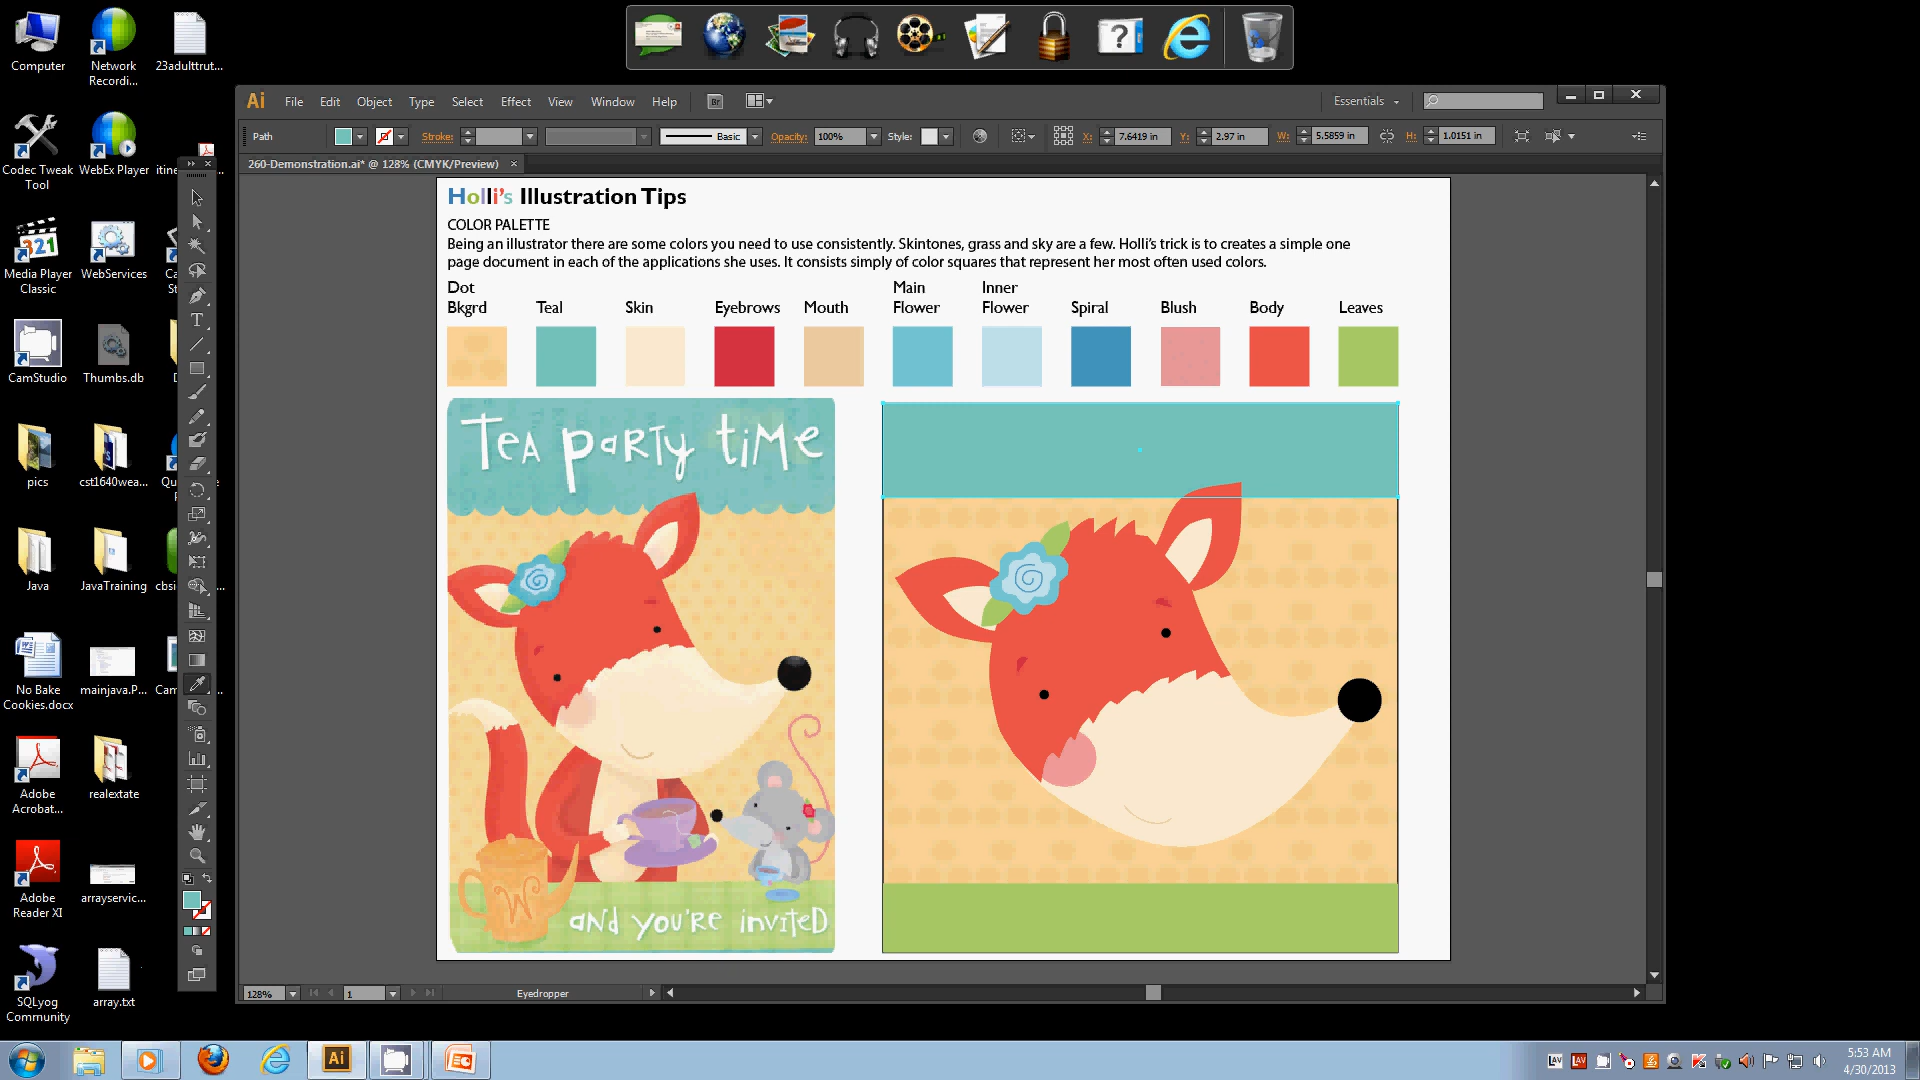 Computer
Network
Recordi...
23adulttrut...
Codec Tweak
Tool
WebEx Player
Media Player
Classic
WebServices
CamStudio
Thumbs.db
pics
cst1640wea...
Java
JavaTraining
No Bake
Cookies.docx
mainjava.P...
Adobe
Acrobat...
realextate
Adobe
Reader XI
arrayservic...
SQLyog
Community
array.txt
Ai
File Edit Object Type Select Effect View Window Help
Br
Essentials
Path
Stroke:
Basic
Opacity: 100%
Style:
X: 7.6419 in
Y: 2.97 in
W: 5.5859 in
H: 1.0151 in
260-Demonstration.ai* @ 128% (CMYK/Preview)
Holli's Illustration Tips
COLOR PALETTE
Being an illustrator there are some colors you need to use consistently. Skintones, grass and sky are a few. Holli's trick is to creates a simple one
page document in each of the applications she uses. It consists simply of color squares that represent her most often used colors.
Dot
Bkgrd
Teal
Skin
Eyebrows
Mouth
Main
Flower
Inner
Flower
Spiral
Blush
Body
Leaves
Tea party time
W
and you're invited
128%
1
Eyedropper
Ai
LAV
LAV
5:53 AM
4/30/2013